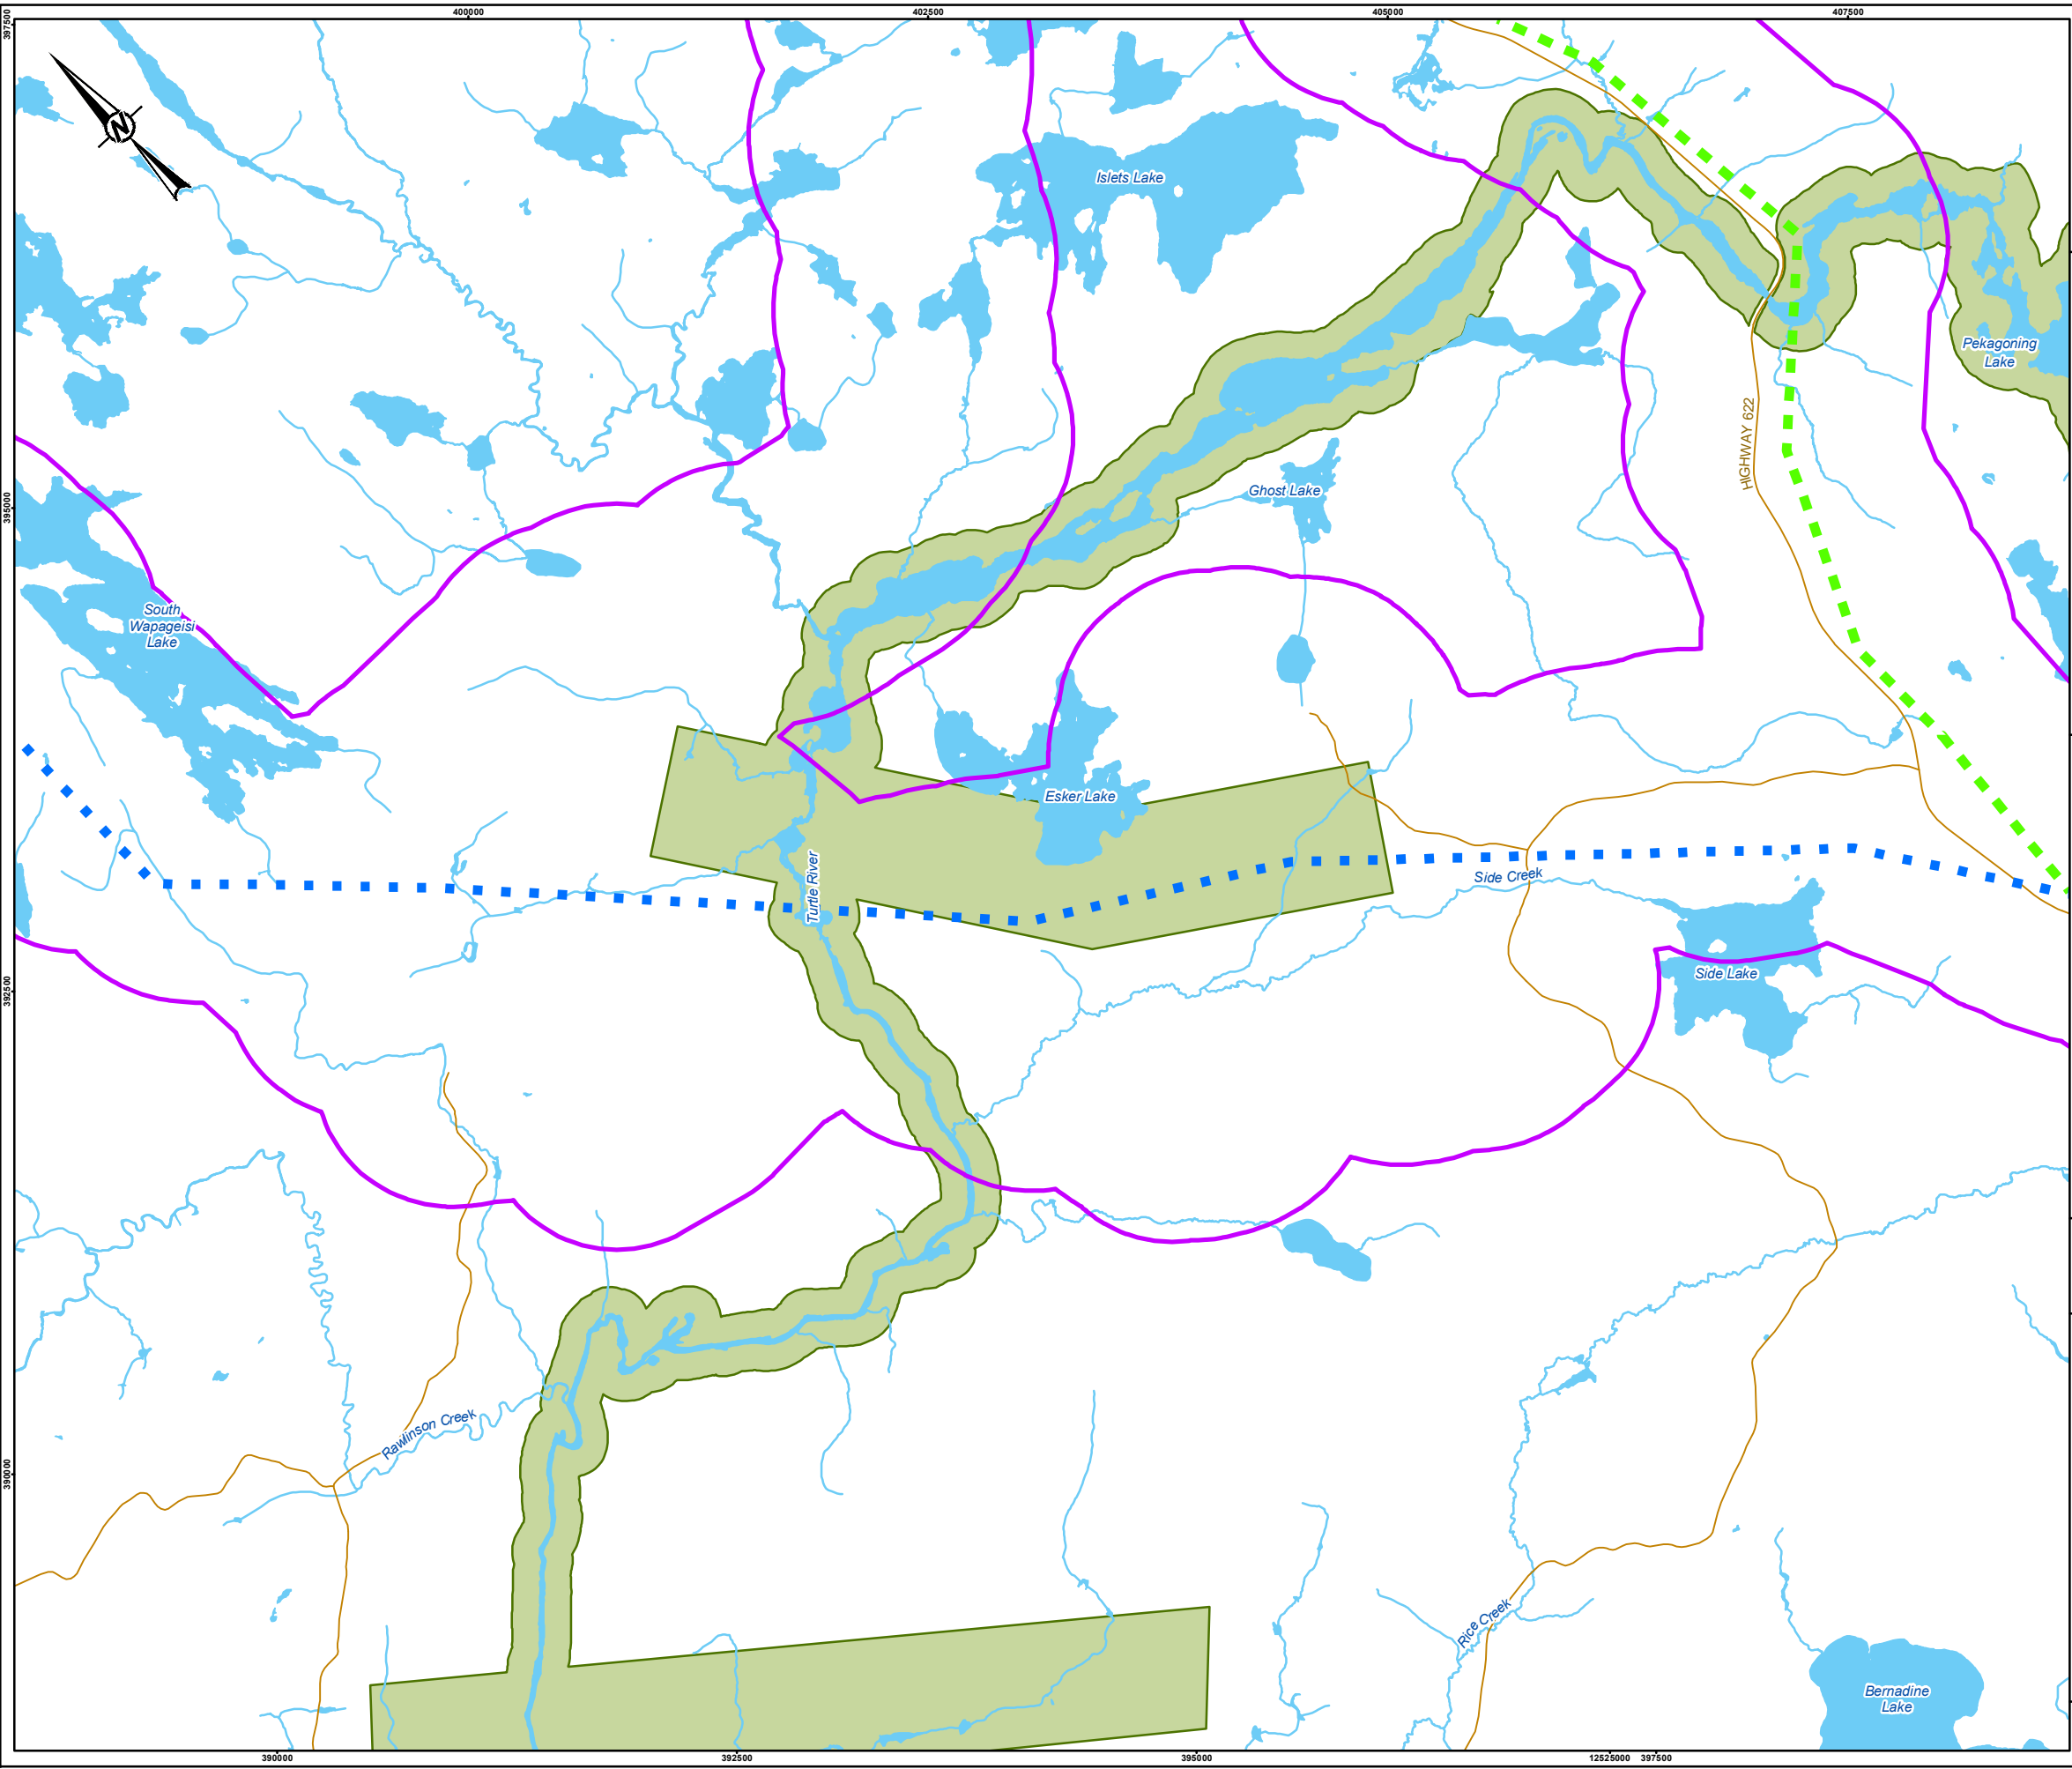 400000
402500
405000
407500
397500
N
Islets Lake
Pekagoning
Lake
HIGHWAY 622
Ghost Lake
395000
South
Wapageisi
Lake
Esker Lake
Turtle River
Side Creek
Side Lake
392500
Rawlinson Creek
390000
Rice Creek
Bernadine
Lake
390000
392500
395000
12525000
397500